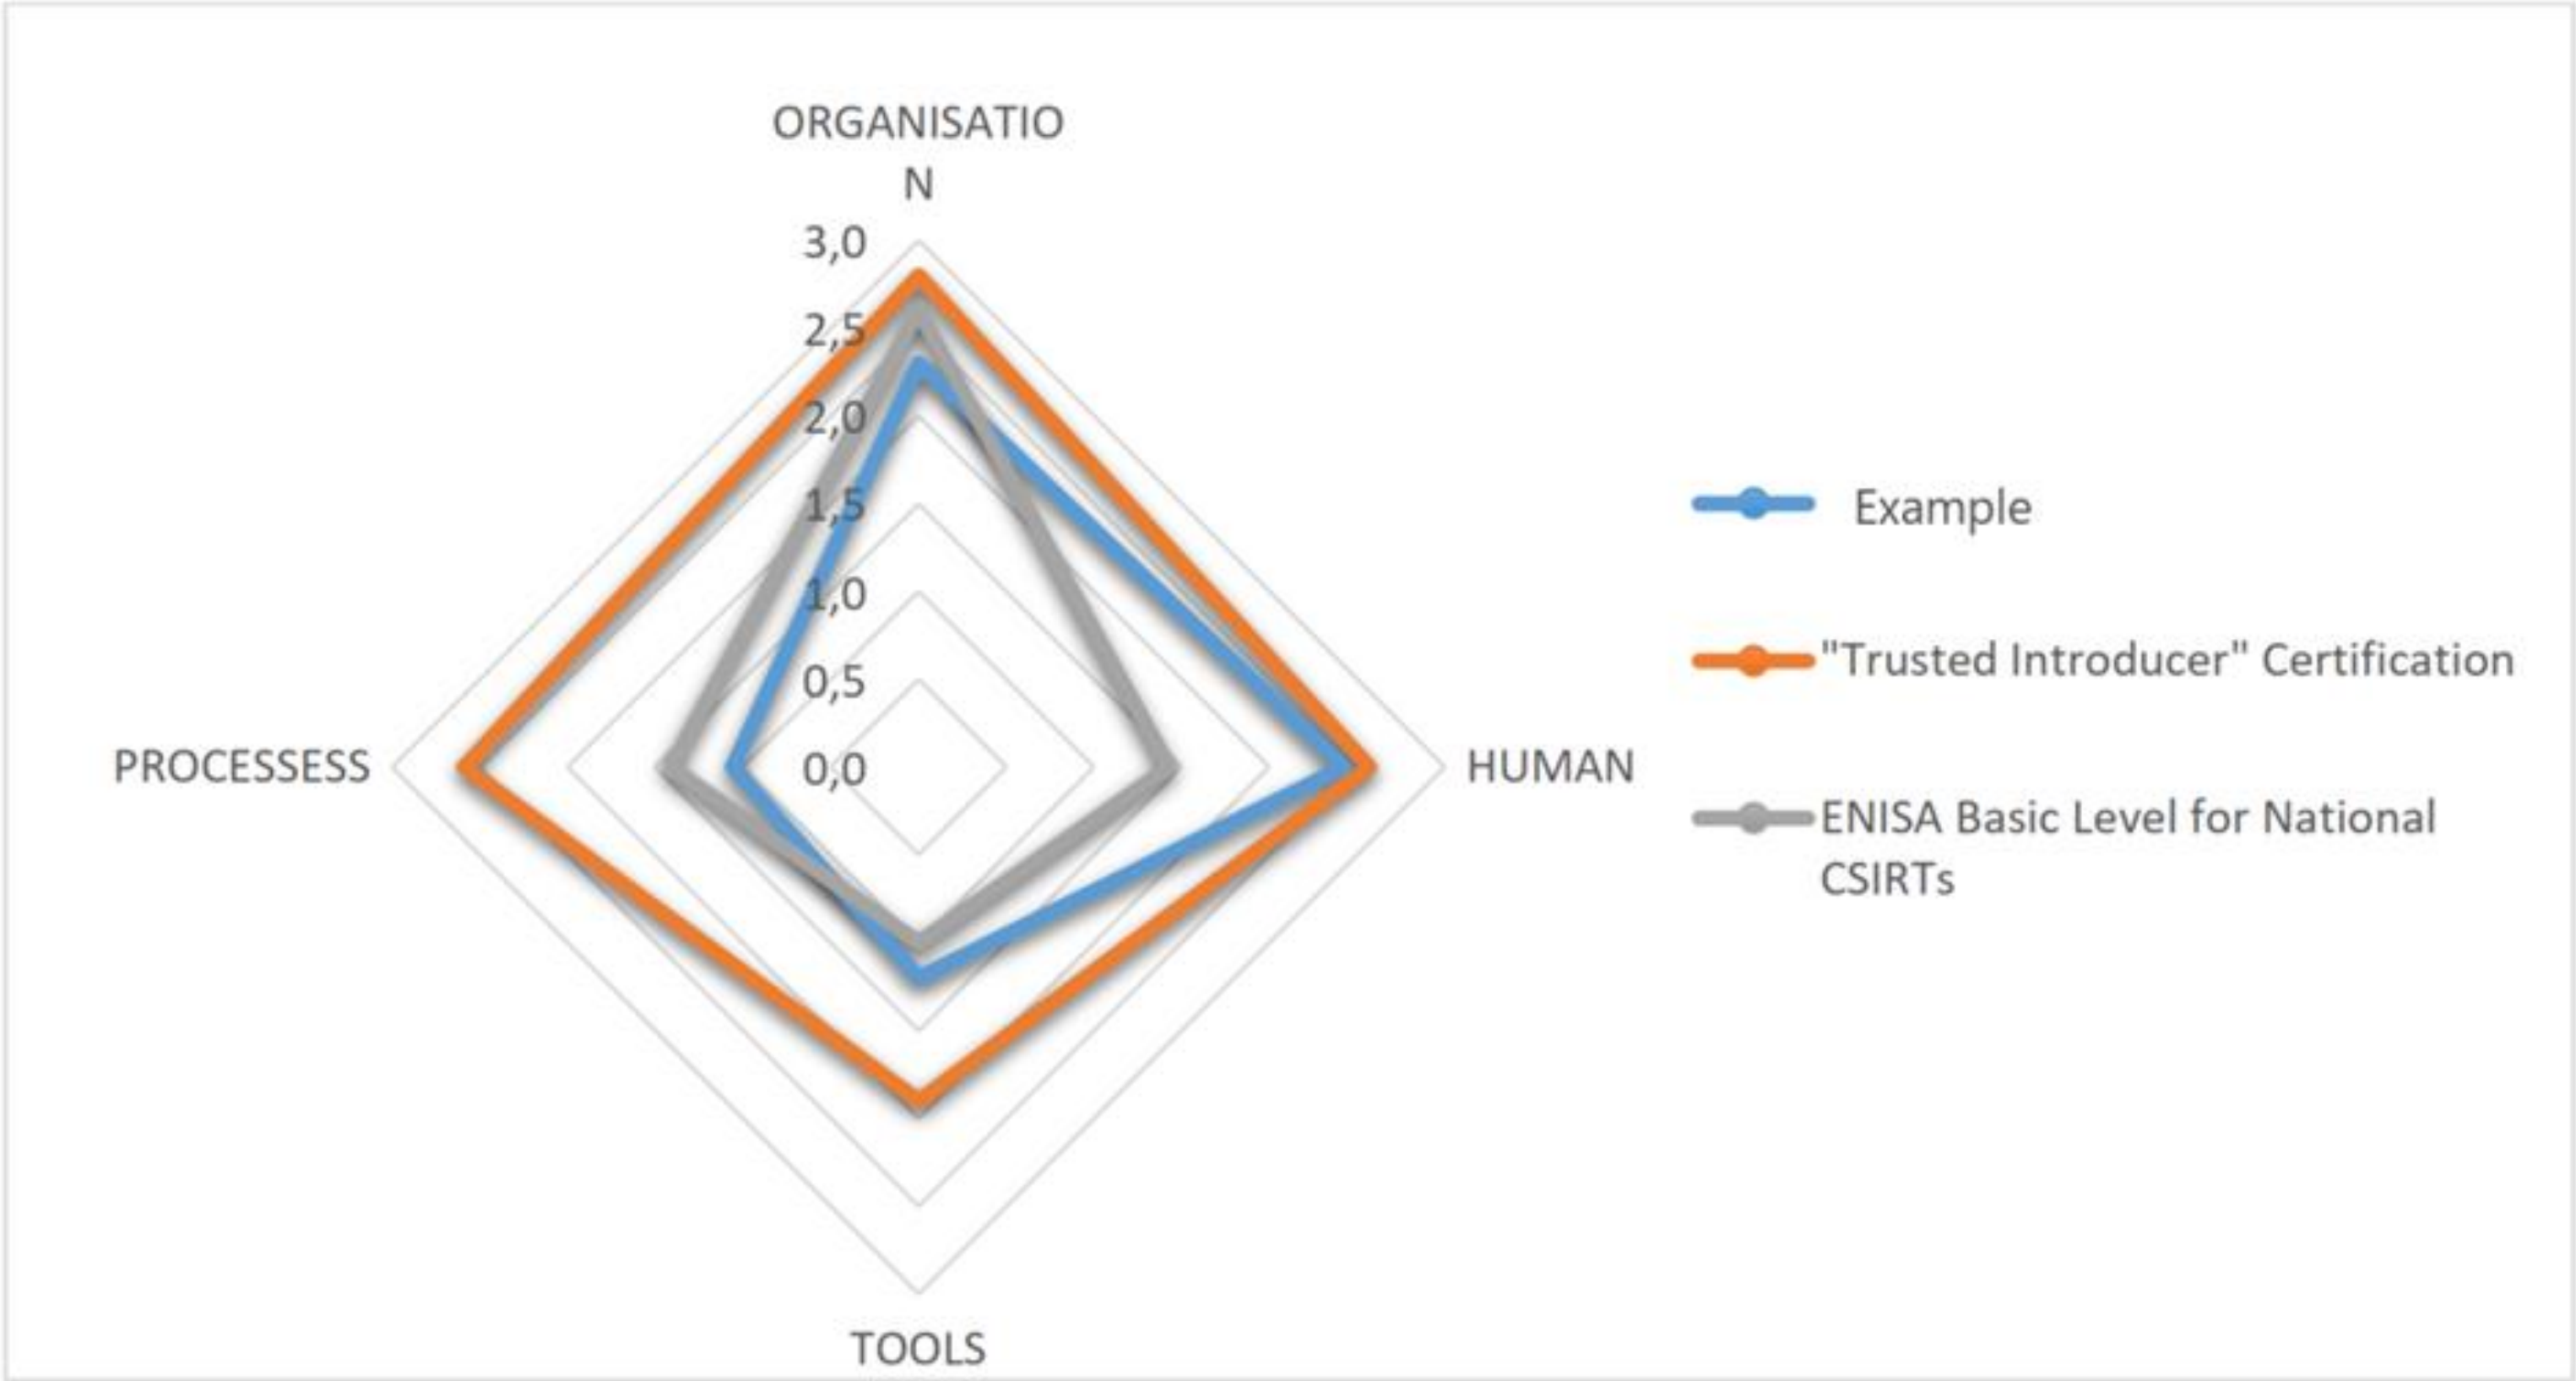 ORGANISATIO
N
3,0
2,5
2,0
1,5
1,0
0,5
0,0
PROCESSESS
HUMAN
TOOLS
Example
"Trusted Introducer" Certification
ENISA Basic Level for National
CSIRTs